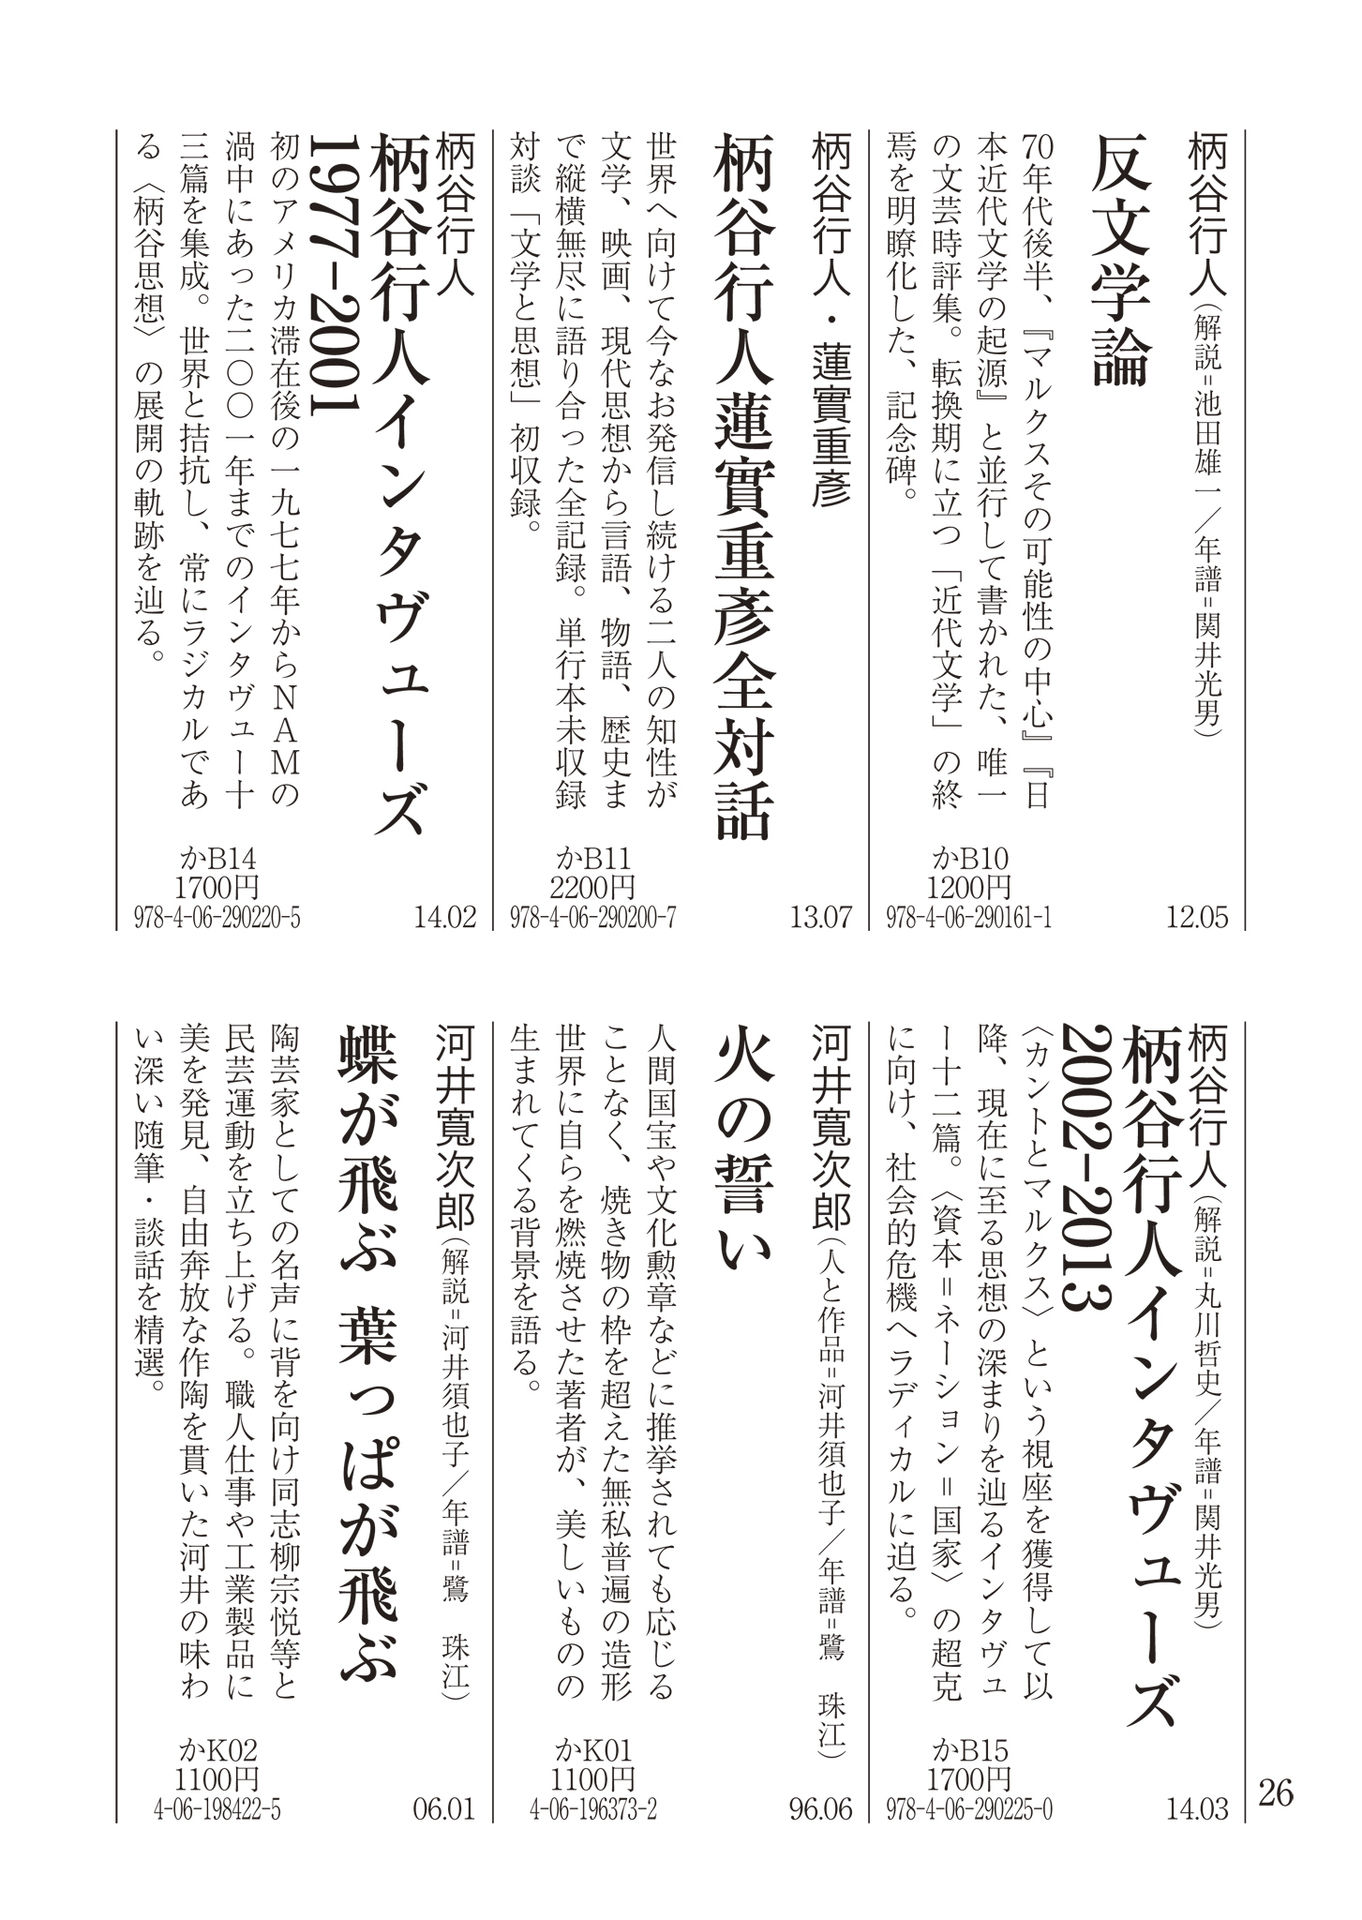 柄谷行人（解説=池田雄一／年譜=関井光男）
反文学論
70年代後半、『マルクスその可能性の中心』『日
本近代文学の起源』と並行して書かれた、唯一
の文芸時評集。転換期に立つ「近代文学」の終
焉を明瞭化した、記念碑。
かB10
1200円
978-4-06-290161-1
12.05
柄谷行人・蓮實重彥
柄谷行人蓮實重彥全対話
世界へ向けて今なお発信し続ける二人の知性が
文学、映画、現代思想から言語、物語、歴史ま
で縦横無尽に語り合った全記録。単行本未収録
対談「文学と思想」初収録。
かB11
2200円
978-4-06-290200-7
13.07
柄谷行人
柄谷行人インタヴューズ
1977-2001
初のアメリカ滞在後の一九七七年からＮＡＭの
渦中にあった二〇〇一年までのインタヴュー十
三篇を集成。世界と拮抗し、常にラジカルであ
る〈柄谷思想〉の展開の軌跡を辿る。
かB14
1700円
978-4-06-290220-5
14.02
柄谷行人（解説=丸川哲史／年譜=関井光男）
柄谷行人インタヴューズ
2002-2013
〈カントとマルクス〉という視座を獲得して以
降、現在に至る思想の深まりを辿るインタヴュ
ー十二篇。〈資本＝ネーション＝国家〉の超克
に向け、社会的危機へラディカルに迫る。
かB15
1700円
978-4-06-290225-0
14.03
河井寬次郎（人と作品=河井須也子／年譜=鷺　珠江）
火の誓い
人間国宝や文化勲章などに推挙されても応じる
ことなく、焼き物の枠を超えた無私普遍の造形
世界に自らを燃焼させた著者が、美しいものの
生まれてくる背景を語る。
かK01
1100円
4-06-196373-2
96.06
河井寬次郎（解説=河井須也子／年譜=鷺　珠江）
蝶が飛ぶ 葉っぱが飛ぶ
陶芸家としての名声に背を向け同志柳宗悦等と
民芸運動を立ち上げる。職人仕事や工業製品に
美を発見、自由奔放な作陶を貫いた河井の味わ
い深い随筆・談話を精選。
かK02
1100円
4-06-198422-5
06.01
26